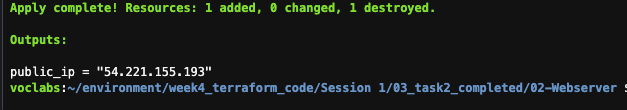 Apply complete! Resources: 1 added, 0 changed, 1 destroyed.
Outputs:
public_ip = "54.221.155.193"
voclabs:~/environment/week4_terraform_code/Session 1/03_task2_completed/02-Webserver $